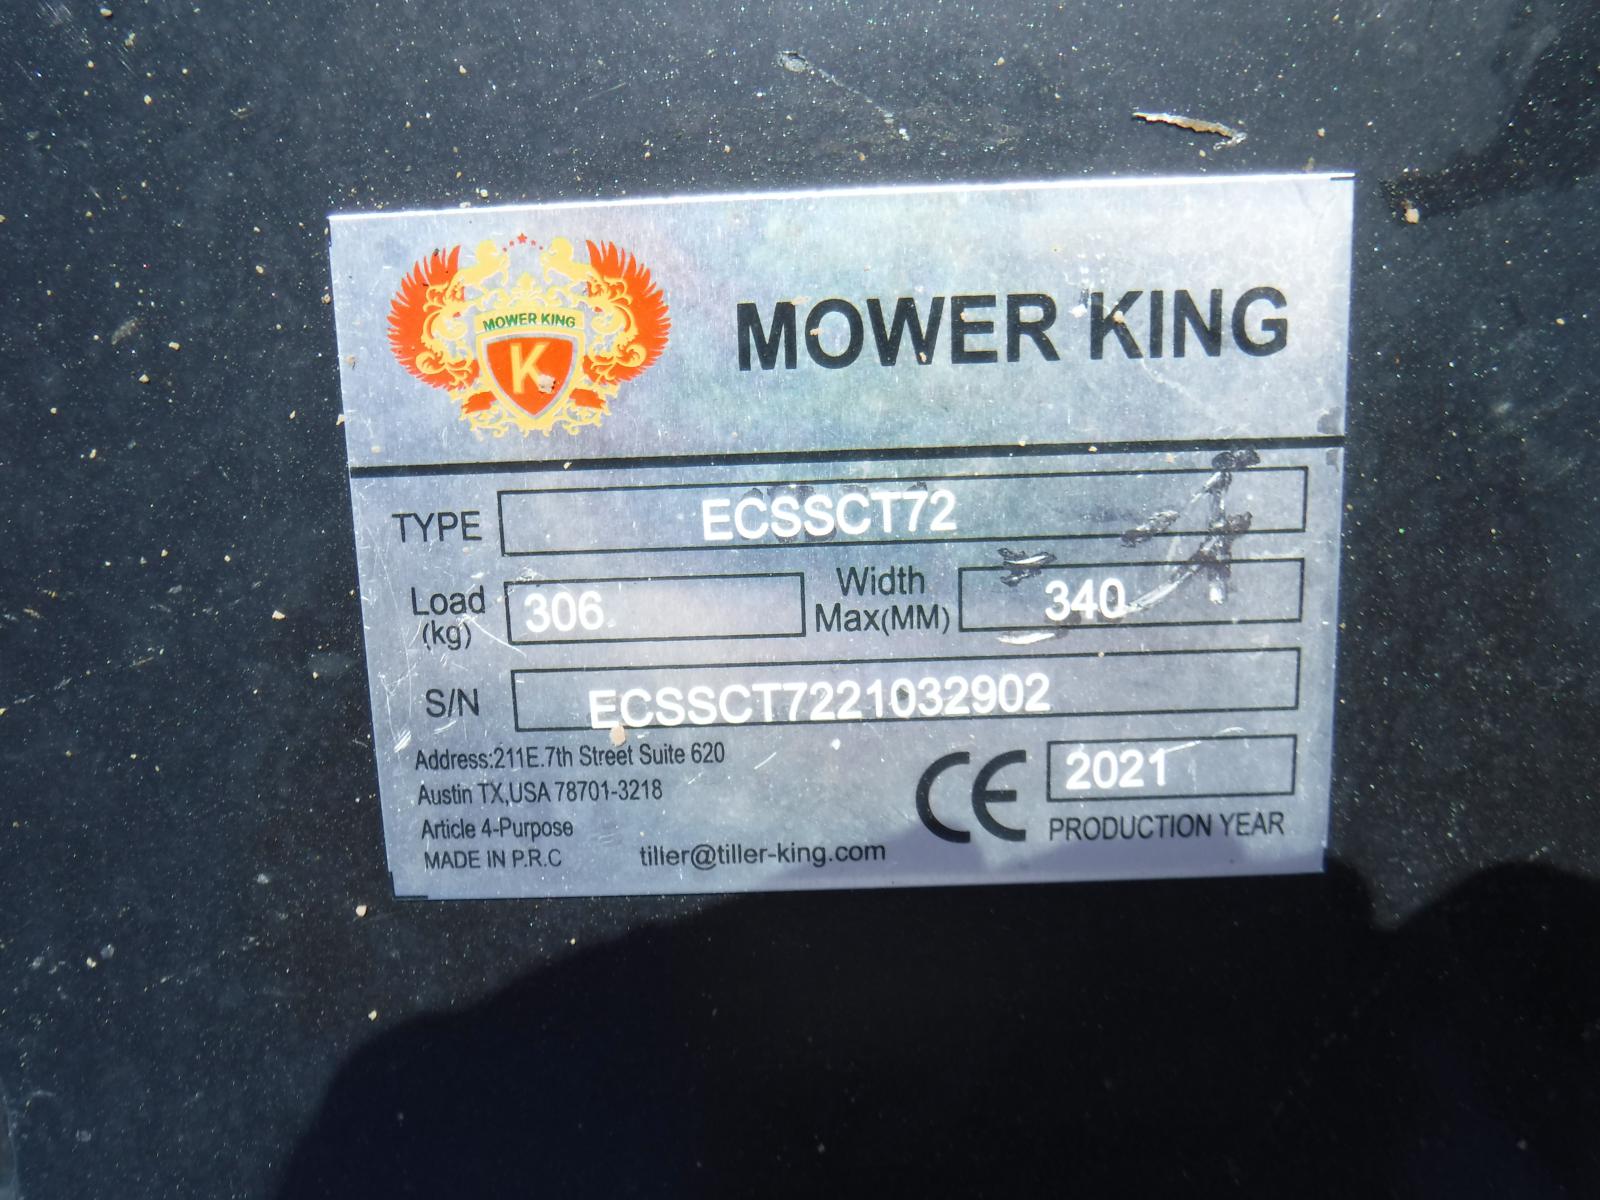 MOWER KING
K
MOWER KING
TYPE ECSSCT72
Load (kg) 306 Width Max(MM) 340
S/N ECSSCT7221032902
Address:211E.7th Street Suite 620
Austin TX,USA 78701-3218
Article 4-Purpose
MADE IN P.R.C
tiller@tiller-king.com
CE
2021
PRODUCTION YEAR